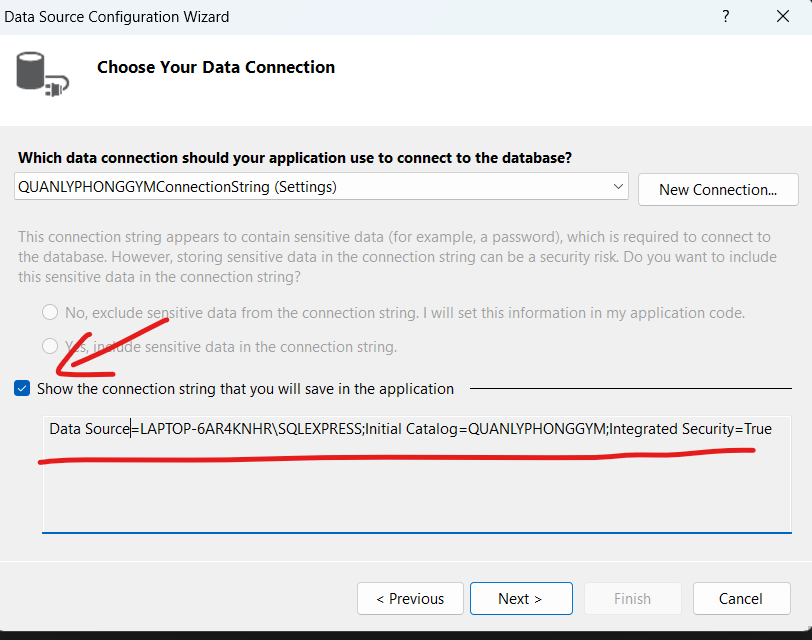 Data Source Configuration Wizard
?
Choose Your Data Connection
Which data connection should your application use to connect to the database?
QUANLYPHONGGYMConnectionString (Settings)
New Connection...
This connection string appears to contain sensitive data (for example, a password), which is required to connect to
the database. However, storing sensitive data in the connection string can be a security risk. Do you want to include
this sensitive data in the connection string?
No, exclude sensitive data from the connection string. I will set this information in my application code.
Yes, include sensitive data in the connection string.
Show the connection string that you will save in the application
Data Source=LAPTOP-6AR4KNHR\SQLEXPRESS;Initial Catalog=QUANLYPHONGGYM;Integrated Security=True
< Previous
Next >
Finish
Cancel